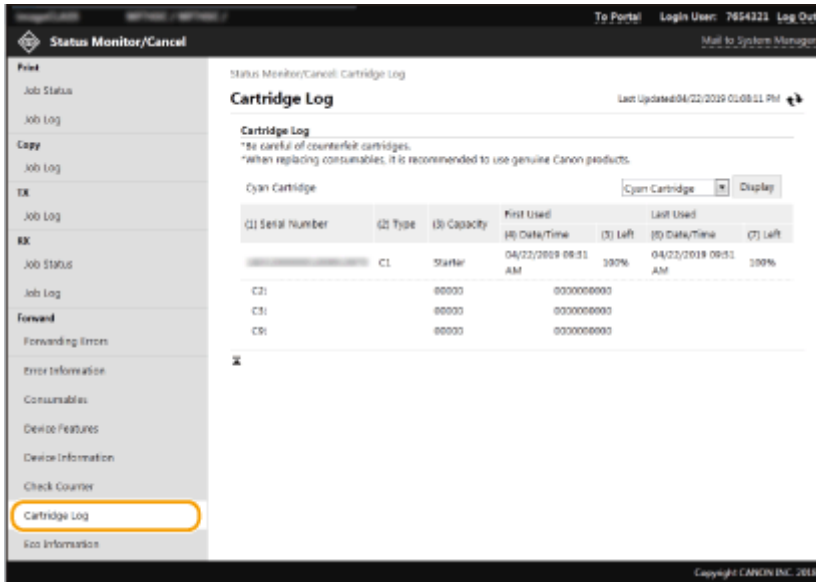 To Portal Login User: 7654321 Log Out
Status Monitor/Cancel
Mail to System Manager
Print
Job Status
Job Log
Copy
Job Log
TX
Job Log
RX
Job Status
Job Log
Forward
Forwarding Errors
Error Information
Consumables
Device Features
Device Information
Check Counter
Cartridge Log
Eco Information
Status Monitor/Cancel: Cartridge Log
Cartridge Log
Last Updated:04/22/2019 01:08:11 PM
Cartridge Log
*Be careful of counterfeit cartridges.
*When replacing consumables, it is recommended to use genuine Canon products.
Cyan Cartridge
Cyan Cartridge Display
(1) Serial Number (2) Type (3) Capacity First Used Last Used
(4) Date/Time (5) Left (6) Date/Time (7) Left
C1 Starter 04/22/2019 09:51 AM 100% 04/22/2019 09:51 AM 100%
C2: 00000 0000000000
C3: 00000 0000000000
C9: 00000 0000000000
Copyright CANON INC. 2018